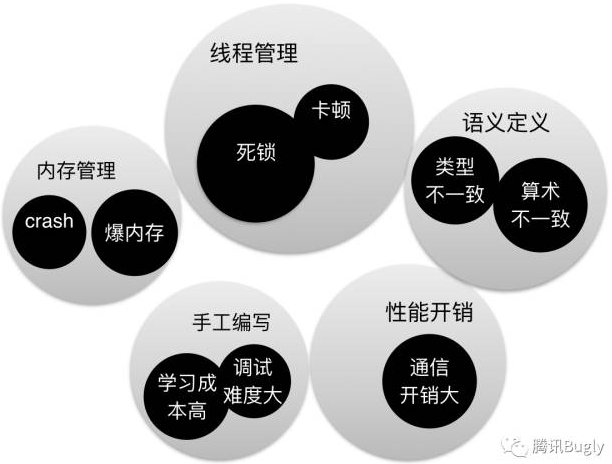 线程管理
卡顿
死锁
语义定义
类型
不一致
算术
不一致
内存管理
crash
爆内存
手工编写
调试
难度大
学习成
本高
性能开销
通信
开销大
腾讯Bugly